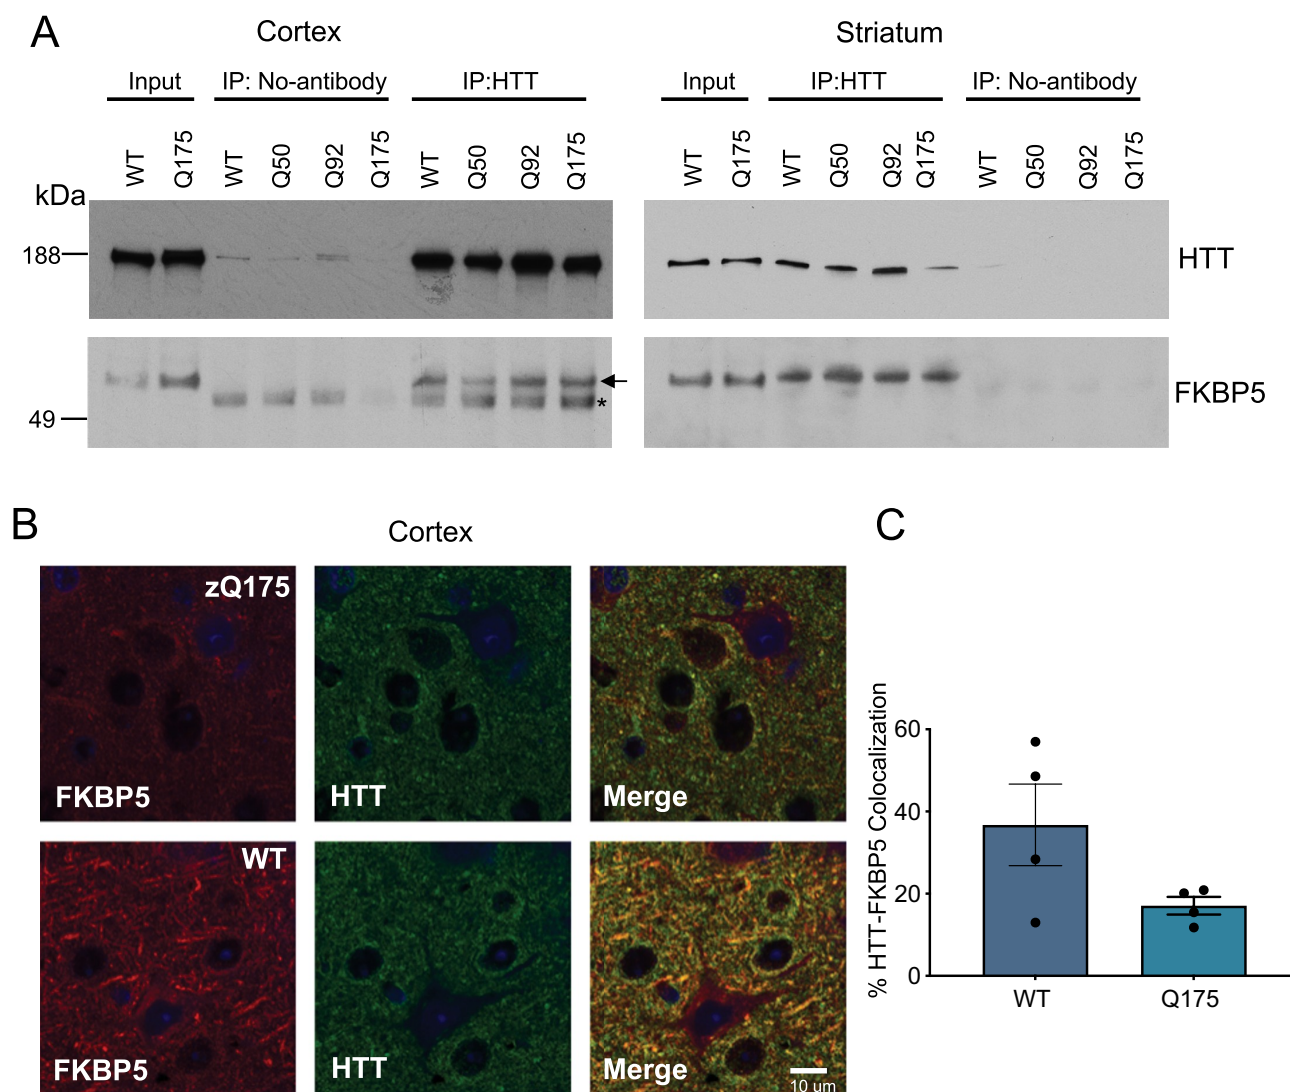 A
Cortex
Striatum
Input
IP: No-antibody
IP:HTT
Input
IP:HTT
IP: No-antibody
WT
Q175
WT
Q50
Q92
Q175
WT
Q50
Q92
Q175
WT
Q175
WT
Q50
Q92
Q175
WT
Q50
Q92
Q175
kDa
188
HTT
49
*
FKBP5
B
Cortex
C
zQ175
FKBP5
HTT
Merge
WT
FKBP5
HTT
Merge
10 um
% HTT-FKBP5 Colocalization
60
40
20
0
WT
Q175